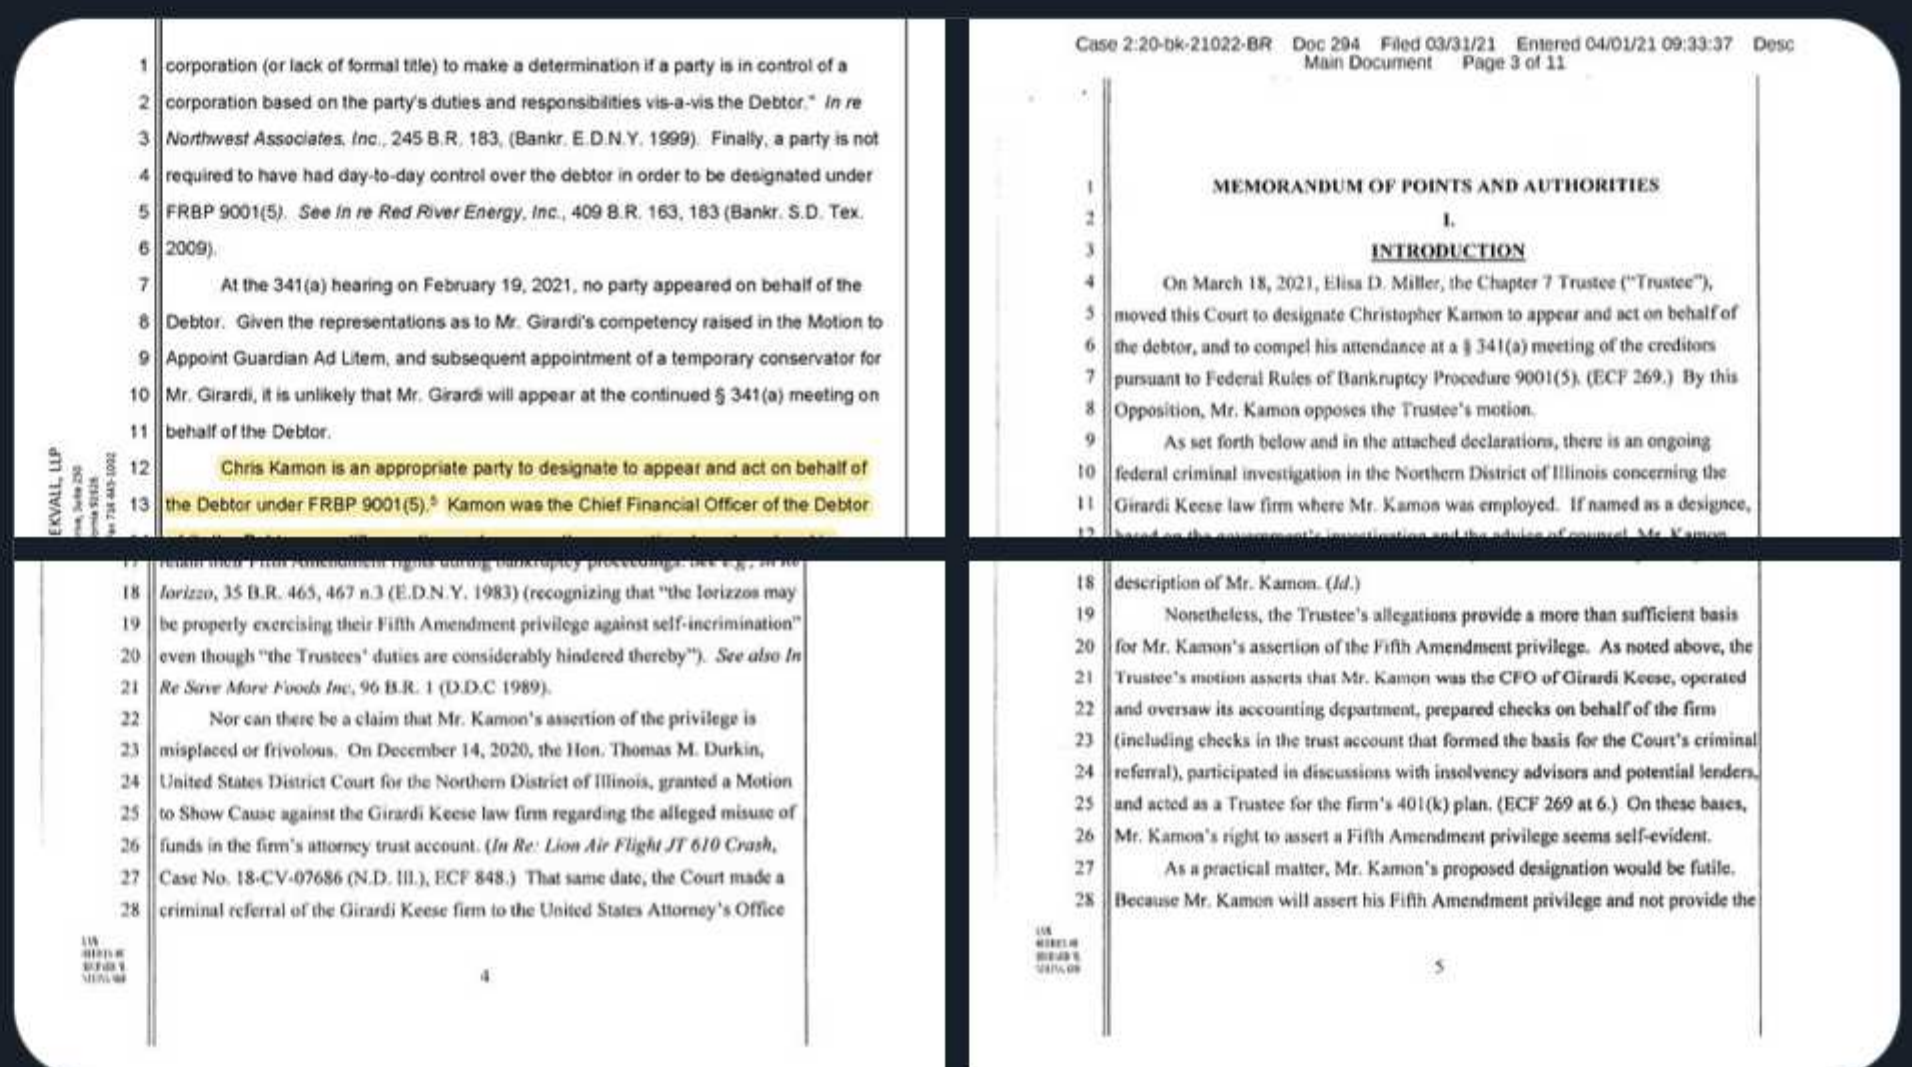 1 corporation (or lack of formal title) to make a determination if a party is in control of a
2 corporation based on the party's duties and responsibilities vis-a-vis the Debtor." In re
3 Northwest Associates, Inc., 245 B.R. 183, (Bankr. E.D.N.Y. 1999). Finally, a party is not
4 required to have had day-to-day control over the debtor in order to be designated under
5 FRBP 9001(5). See In re Red River Energy, Inc., 409 B.R. 163, 183 (Bankr. S.D. Tex.
6 2009).
7 At the 341(a) hearing on February 19, 2021, no party appeared on behalf of the
8 Debtor. Given the representations as to Mr. Girardi's competency raised in the Motion to
9 Appoint Guardian Ad Litem, and subsequent appointment of a temporary conservator for
10 Mr. Girardi, it is unlikely that Mr. Girardi will appear at the continued § 341(a) meeting on
11 behalf of the Debtor.
12 Chris Kamon is an appropriate party to designate to appear and act on behalf of
13 the Debtor under FRBP 9001(5).⁵ Kamon was the Chief Financial Officer of the Debtor
EKVALL, LLP
Suite 250
714 445-1002
Case 2:20-bk-21022-BR Doc 294 Filed 03/31/21 Entered 04/01/21 09:33:37 Desc
Main Document Page 3 of 11
1 MEMORANDUM OF POINTS AND AUTHORITIES
2 I.
3 INTRODUCTION
4 On March 18, 2021, Elisa D. Miller, the Chapter 7 Trustee ("Trustee"),
5 moved this Court to designate Christopher Kamon to appear and act on behalf of
6 the debtor, and to compel his attendance at a § 341(a) meeting of the creditors
7 pursuant to Federal Rules of Bankruptcy Procedure 9001(5). (ECF 269.) By this
8 Opposition, Mr. Kamon opposes the Trustee's motion.
9 As set forth below and in the attached declarations, there is an ongoing
10 federal criminal investigation in the Northern District of Illinois concerning the
11 Girardi Keese law firm where Mr. Kamon was employed. If named as a designee,
12 based on the government's investigation and the advice of counsel, Mr. Kamon
17 retain their Fifth Amendment rights during bankruptcy proceedings. See e.g., In Re
18 Iorizzo, 35 B.R. 465, 467 n.3 (E.D.N.Y. 1983) (recognizing that "the Iorizzos may
19 be properly exercising their Fifth Amendment privilege against self-incrimination"
20 even though "the Trustees' duties are considerably hindered thereby"). See also In
21 Re Save More Foods Inc, 96 B.R. 1 (D.D.C 1989).
22 Nor can there be a claim that Mr. Kamon's assertion of the privilege is
23 misplaced or frivolous. On December 14, 2020, the Hon. Thomas M. Durkin,
24 United States District Court for the Northern District of Illinois, granted a Motion
25 to Show Cause against the Girardi Keese law firm regarding the alleged misuse of
26 funds in the firm's attorney trust account. (In Re: Lion Air Flight JT 610 Crash,
27 Case No. 18-CV-07686 (N.D. Ill.), ECF 848.) That same date, the Court made a
28 criminal referral of the Girardi Keese firm to the United States Attorney's Office
4
18 description of Mr. Kamon. (Id.)
19 Nonetheless, the Trustee's allegations provide a more than sufficient basis
20 for Mr. Kamon's assertion of the Fifth Amendment privilege. As noted above, the
21 Trustee's motion asserts that Mr. Kamon was the CFO of Girardi Keese, operated
22 and oversaw its accounting department, prepared checks on behalf of the firm
23 (including checks in the trust account that formed the basis for the Court's criminal
24 referral), participated in discussions with insolvency advisors and potential lenders,
25 and acted as a Trustee for the firm's 401(k) plan. (ECF 269 at 6.) On these bases,
26 Mr. Kamon's right to assert a Fifth Amendment privilege seems self-evident.
27 As a practical matter, Mr. Kamon's proposed designation would be futile.
28 Because Mr. Kamon will assert his Fifth Amendment privilege and not provide the
5